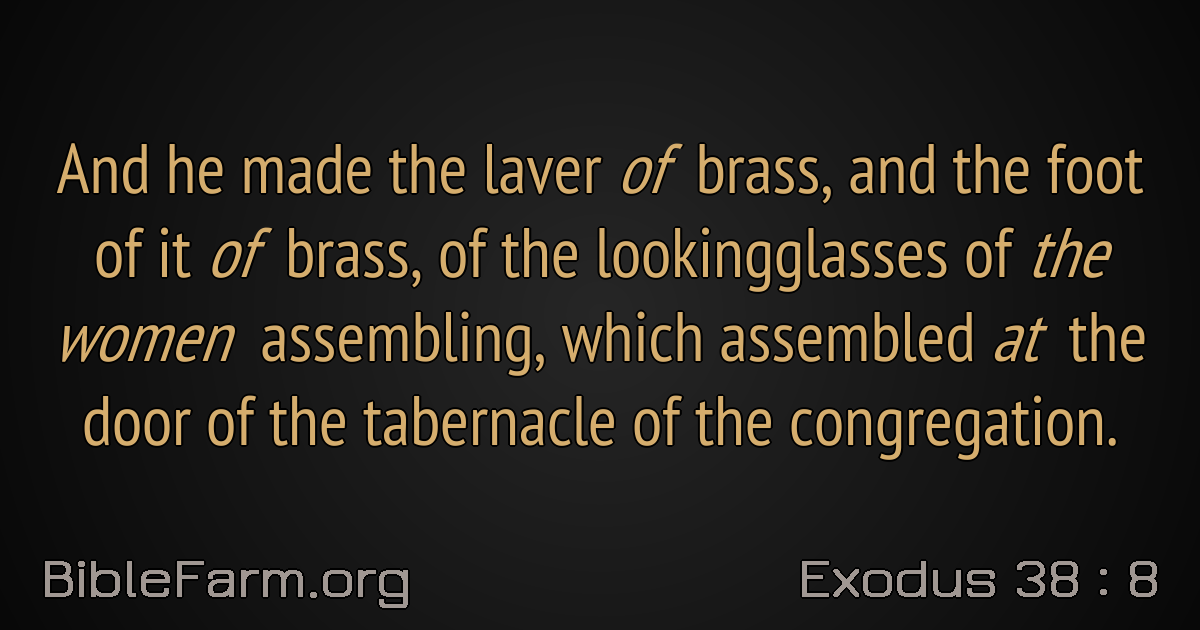 And he made the laver of brass, and the foot
of it of brass, of the lookingglasses of the
women assembling, which assembled at the
door of the tabernacle of the congregation.
BibleFarm.org
Exodus 38 : 8